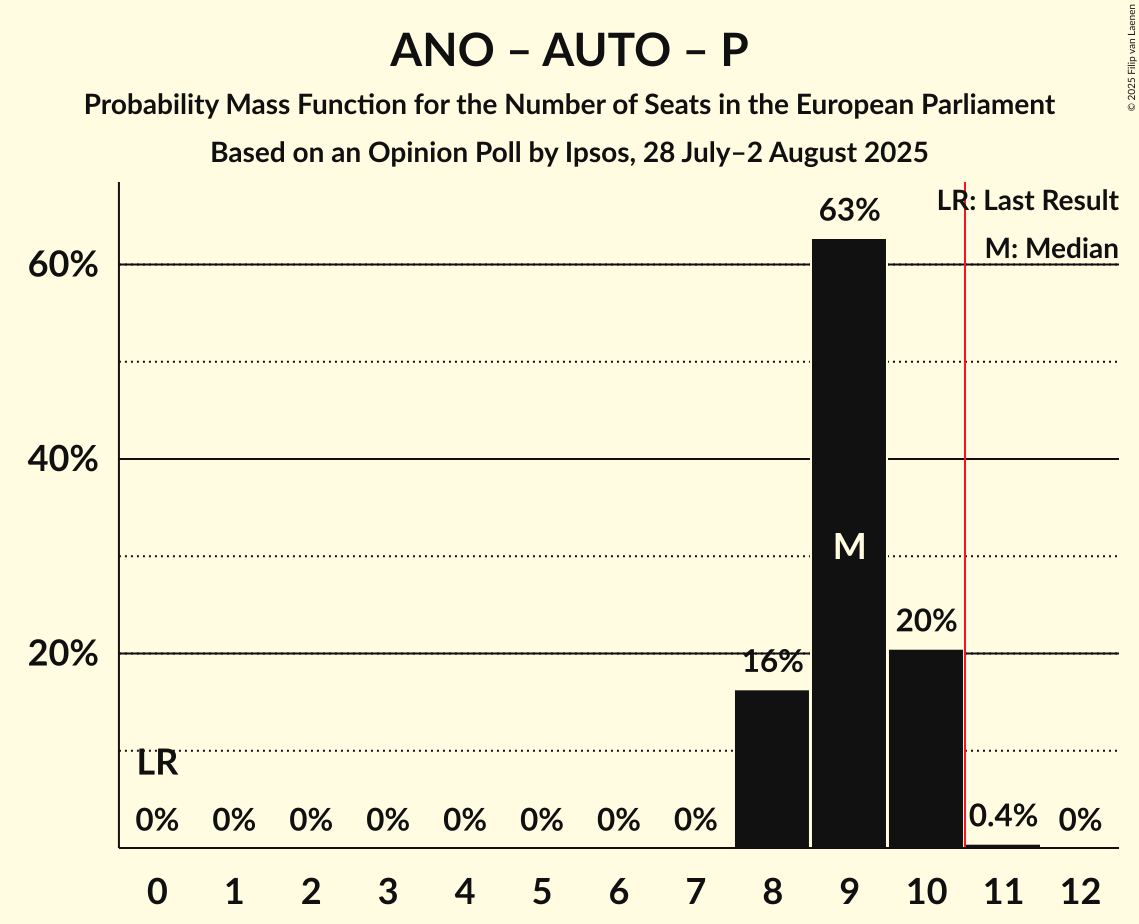 ANO – AUTO – P
Probability Mass Function for the Number of Seats in the European Parliament
Based on an Opinion Poll by Ipsos, 28 July–2 August 2025
© 2025 Filip van Laenen
LR: Last Result
M: Median
63%
60%
40%
M
20%
20%
16%
LR
0% 0% 0% 0% 0% 0% 0% 0% 0.4% 0%
0 1 2 3 4 5 6 7 8 9 10 11 12